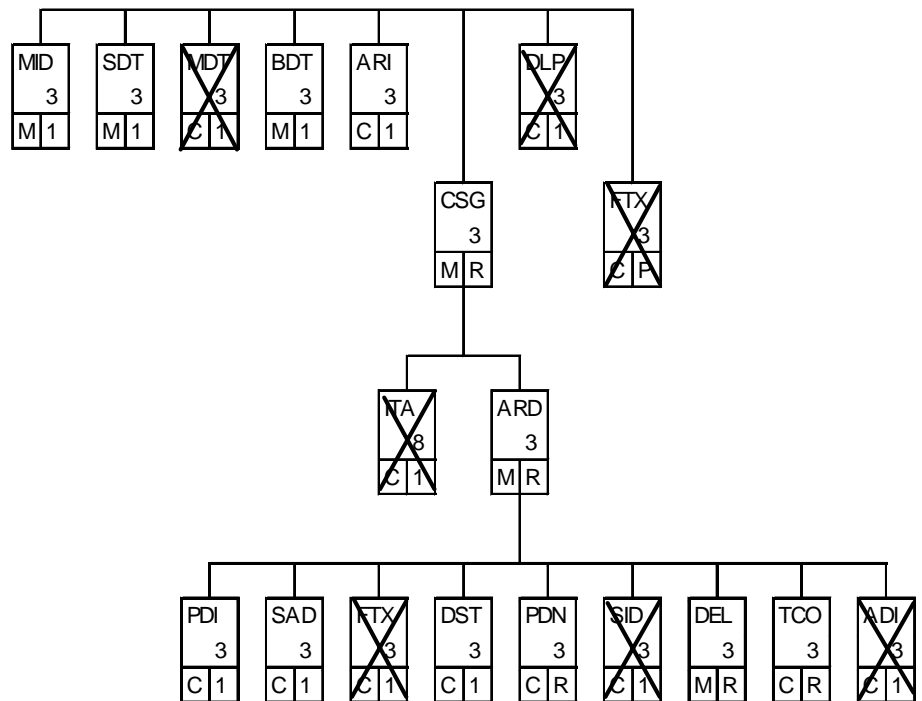 MID SDT MDT BDT ARI DLP
3 3 3 3 3 3
M 1 M 1 C 1 M 1 C 1 C 1
CSG FTX
3 3
M R C P
ITA ARD
8 3
C 1 M R
PDI SAD FTX DST PDN SID DEL TCO ADI
3 3 3 3 3 3 3 3 3
C 1 C 1 C 1 C 1 C R C 1 M R C R C 1